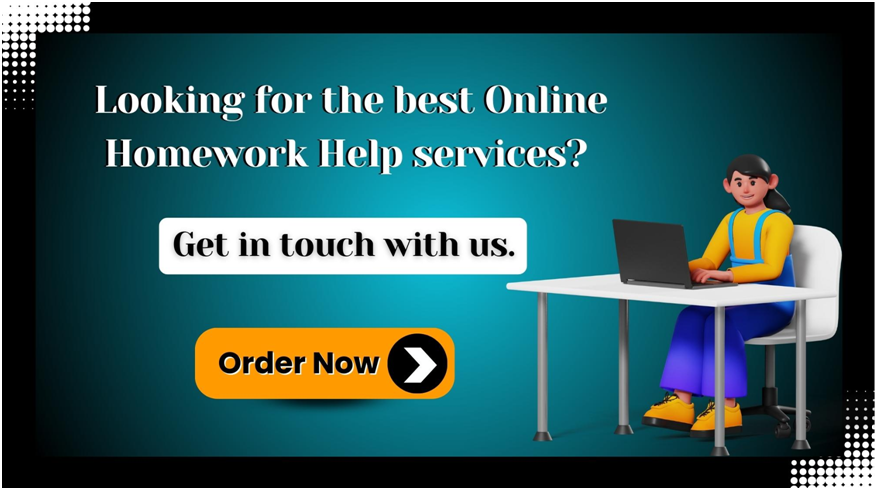 Looking for the best Online
Homework Help services?
Get in touch with us.
Order Now